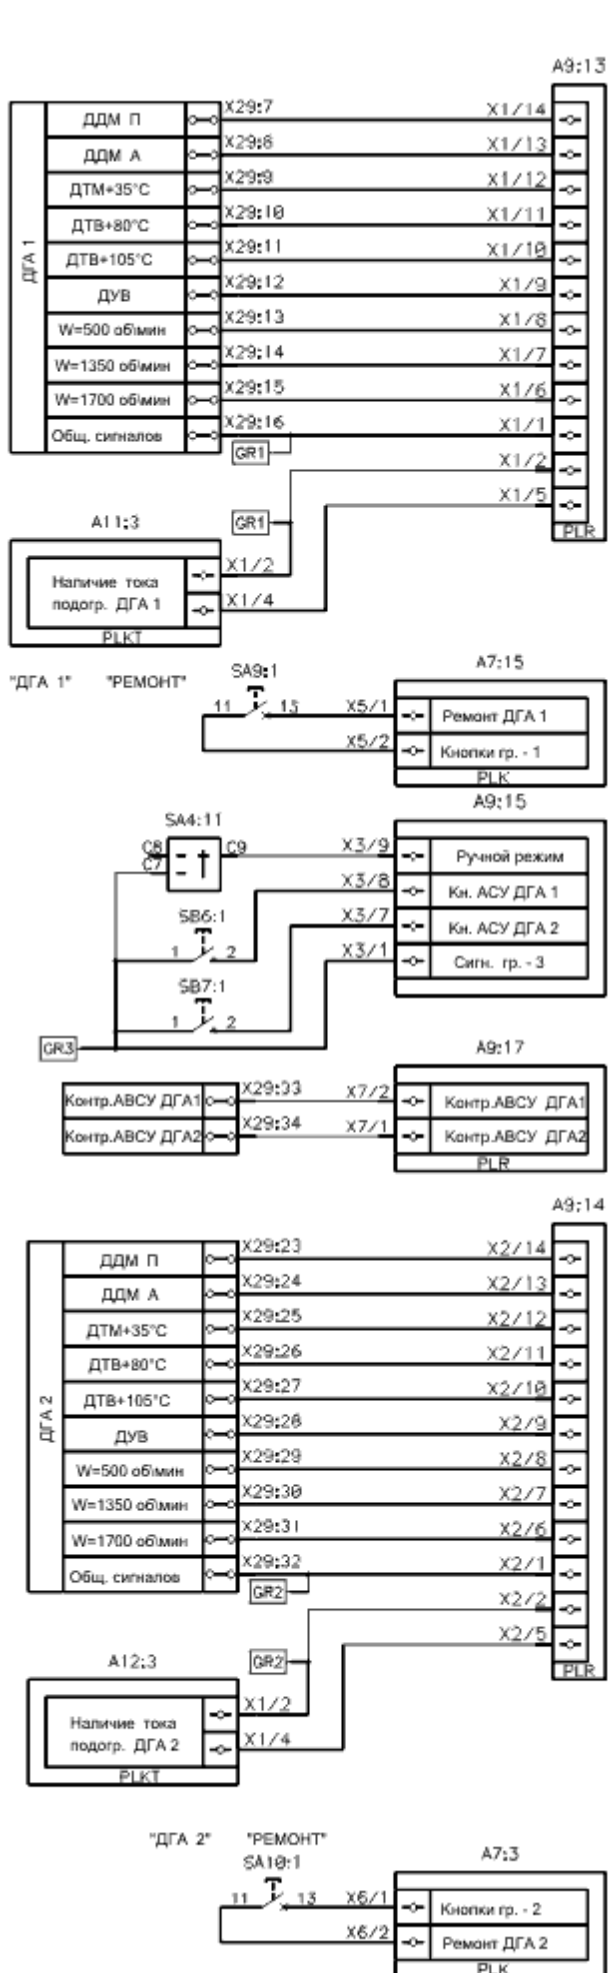 A9:13
ДГА 1
ДДМ П X29:7 X1/14
ДДМ А X29:8 X1/13
ДТМ+35°С X29:9 X1/12
ДТВ+80°С X29:10 X1/11
ДТВ+105°С X29:11 X1/10
ДУВ X29:12 X1/9
W=500 об\мин X29:13 X1/8
W=1350 об\мин X29:14 X1/7
W=1700 об\мин X29:15 X1/6
Общ. сигналов X29:16 X1/1
GR1 X1/2
X1/5
A11:3 GR1 PLR
Наличие тока X1/2
подогр. ДГА 1 X1/4
PLKT
"ДГА 1" "РЕМОНТ" SA9:1 A7:15
11 13 X5/1 Ремонт ДГА 1
X5/2 Кнопки гр. - 1
PLK
SA4:11 A9:15
C8 C9 X3/9 Ручной режим
C7
X3/8 Кн. АСУ ДГА 1
SB6:1 X3/7 Кн. АСУ ДГА 2
1 2 X3/1 Сигн. гр. - 3
SB7:1
1 2
GR3 A9:17
Контр.АВСУ ДГА1 X29:33 X7/2 Контр.АВСУ ДГА1
Контр.АВСУ ДГА2 X29:34 X7/1 Контр.АВСУ ДГА2
PLR
A9:14
ДГА 2
ДДМ П X29:23 X2/14
ДДМ А X29:24 X2/13
ДТМ+35°С X29:25 X2/12
ДТВ+80°С X29:26 X2/11
ДТВ+105°С X29:27 X2/10
ДУВ X29:28 X2/9
W=500 об\мин X29:29 X2/8
W=1350 об\мин X29:30 X2/7
W=1700 об\мин X29:31 X2/6
Общ. сигналов X29:32 X2/1
GR2 X2/2
X2/5
A12:3 GR2 PLR
Наличие тока X1/2
подогр. ДГА 2 X1/4
PLKT
"ДГА 2" "РЕМОНТ"
SA10:1 A7:3
11 13 X6/1 Кнопки гр. - 2
X6/2 Ремонт ДГА 2
PLK